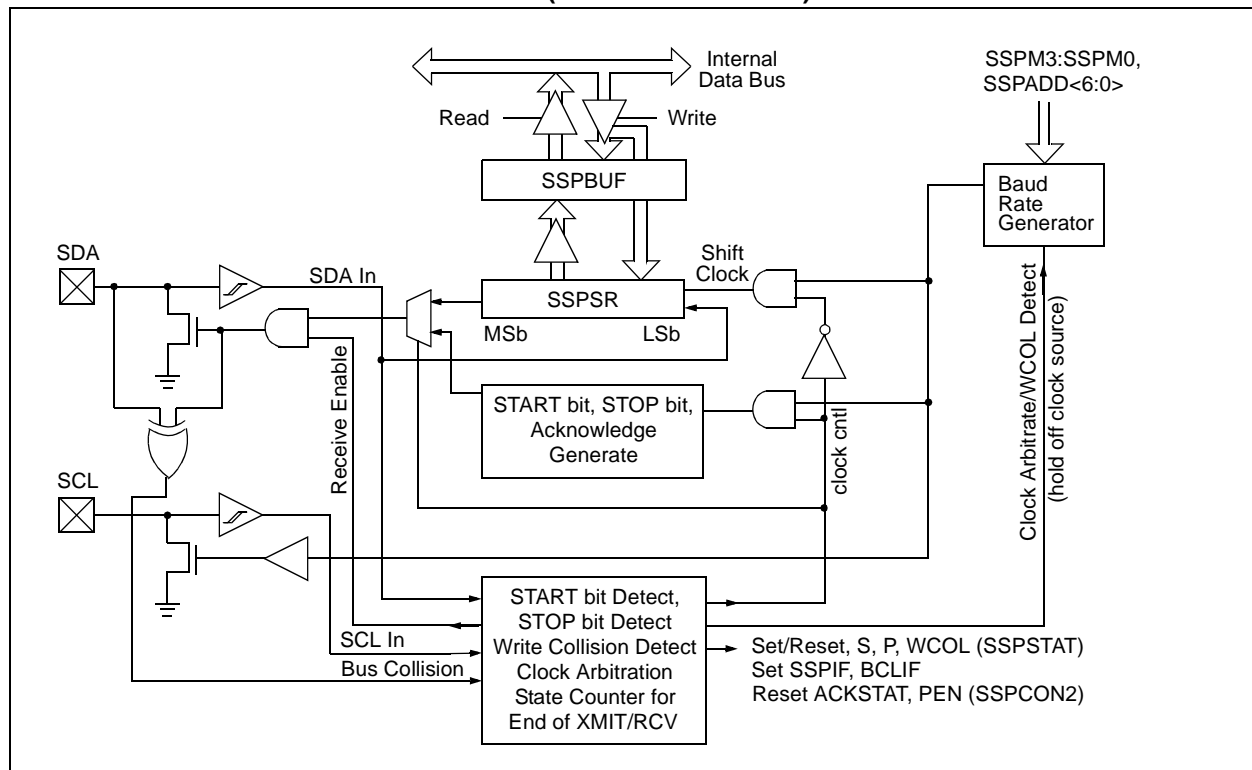 Internal
Data Bus
SSPM3:SSPM0,
SSPADD<6:0>
Read
Write
SSPBUF
Baud
Rate
Generator
SDA
SDA In
Shift
Clock
SSPSR
MSb
LSb
Receive Enable
START bit, STOP bit,
Acknowledge
Generate
clock cntl
Clock Arbitrate/WCOL Detect
(hold off clock source)
SCL
SCL In
Bus Collision
START bit Detect,
STOP bit Detect
Write Collision Detect
Clock Arbitration
State Counter for
End of XMIT/RCV
Set/Reset, S, P, WCOL (SSPSTAT)
Set SSPIF, BCLIF
Reset ACKSTAT, PEN (SSPCON2)